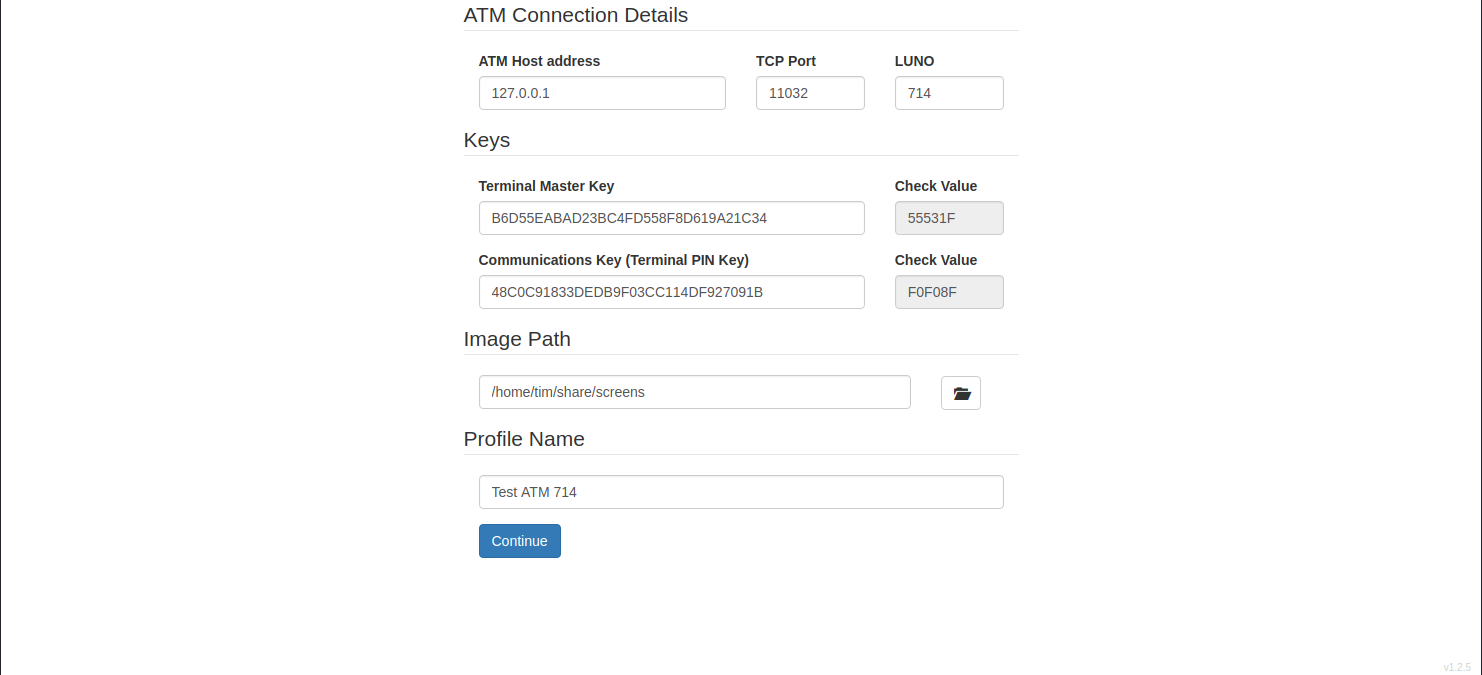 ATM Connection Details
ATM Host address TCP Port LUNO
127.0.0.1 11032 714
Keys
Terminal Master Key Check Value
B6D55EABAD23BC4FD558F8D619A21C34 55531F
Communications Key (Terminal PIN Key) Check Value
48C0C91833DEDB9F03CC114DF927091B F0F08F
Image Path
/home/tim/share/screens
Profile Name
Test ATM 714
Continue
v1.2.5